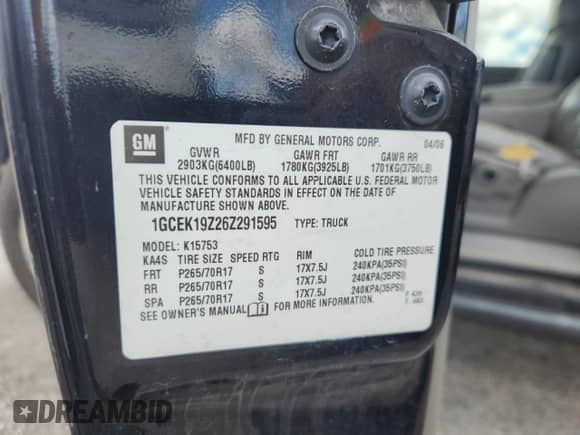 GM
MFD BY GENERAL MOTORS CORP. 04/06
GVWR GAWR FRT GAWR RR
2903KG(6400LB) 1780KG(3925LB) 1701KG(3750LB)
THIS VEHICLE CONFORMS TO ALL APPLICABLE U.S. FEDERAL MOTOR
VEHICLE SAFETY STANDARDS IN EFFECT ON THE DATE OF
MANUFACTURE SHOWN ABOVE.
1GCEK19Z26Z291595 TYPE: TRUCK
MODEL: K15753
KA4S TIRE SIZE SPEED RTG RIM COLD TIRE PRESSURE
FRT P265/70R17 S 17X7.5J 240KPA(35PSI)
RR P265/70R17 S 17X7.5J 240KPA(35PSI)
SPA P265/70R17 S 17X7.5J 240KPA(35PSI)
SEE OWNER'S MANUAL FOR MORE INFORMATION.
DREAMBID